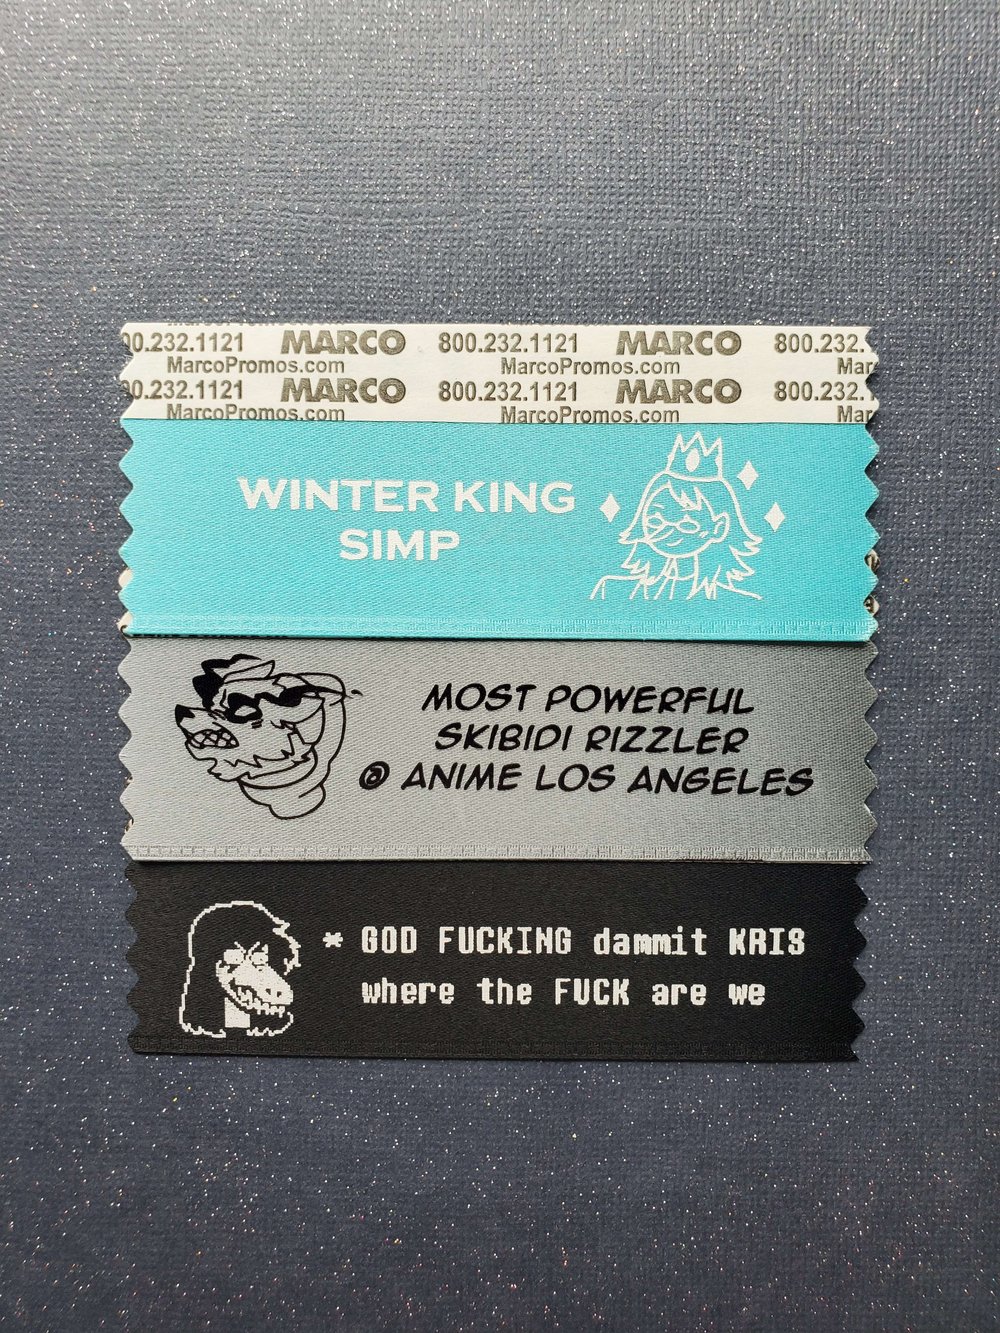 00.232.1121 MARCO 800.232.1121 MARCO 800.232.
MarcoPromos.com MarcoPromos.com Mar
00.232.1121 MARCO 800.232.1121 MARCO 800.232.
MarcoPromos.com MarcoPromos.com Mar
WINTER KING
SIMP
MOST POWERFUL
SKIBIDI RIZZLER
@ ANIME LOS ANGELES
* GOD FUCKING dammit KRIS
where the FUCK are we